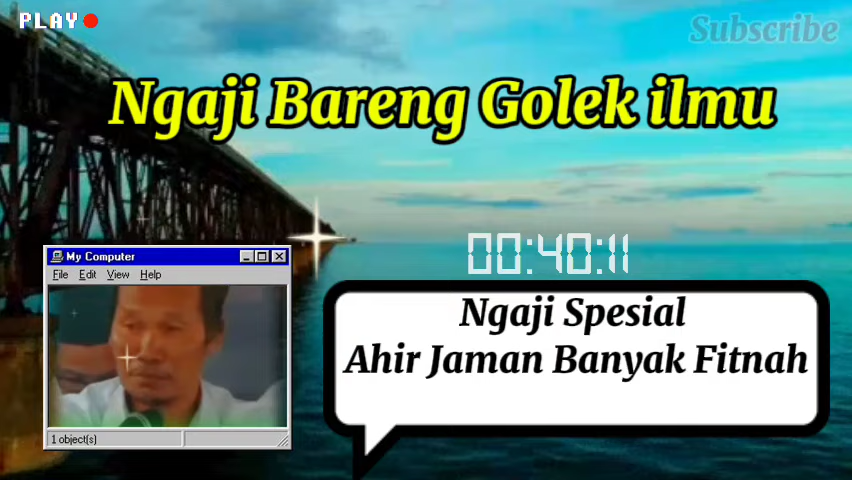 PLAY
Subscribe
Ngaji Bareng Golek ilmu
My Computer
File Edit View Help
00:40:11
Ngaji Spesial
Ahir Jaman Banyak Fitnah
1 object(s)